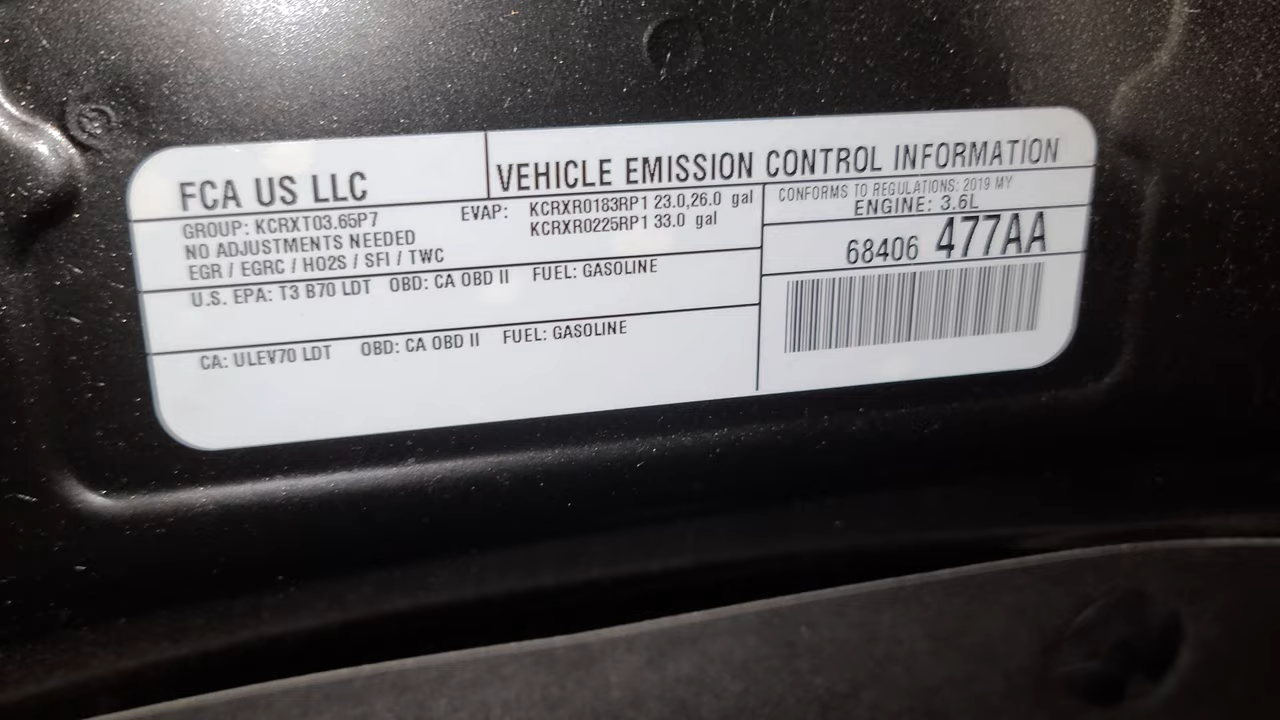 FCA US LLC
VEHICLE EMISSION CONTROL INFORMATION
GROUP: KCRXT03.65P7
NO ADJUSTMENTS NEEDED
EGR / EGRC / HO2S / SFI / TWC
EVAP: KCRXR0183RP1 23.0,26.0 gal
KCRXR0225RP1 33.0 gal
CONFORMS TO REGULATIONS: 2019 MY
ENGINE: 3.6L
68406 477AA
U.S. EPA: T3 B70 LDT OBD: CA OBD II FUEL: GASOLINE
CA: ULEV70 LDT OBD: CA OBD II FUEL: GASOLINE